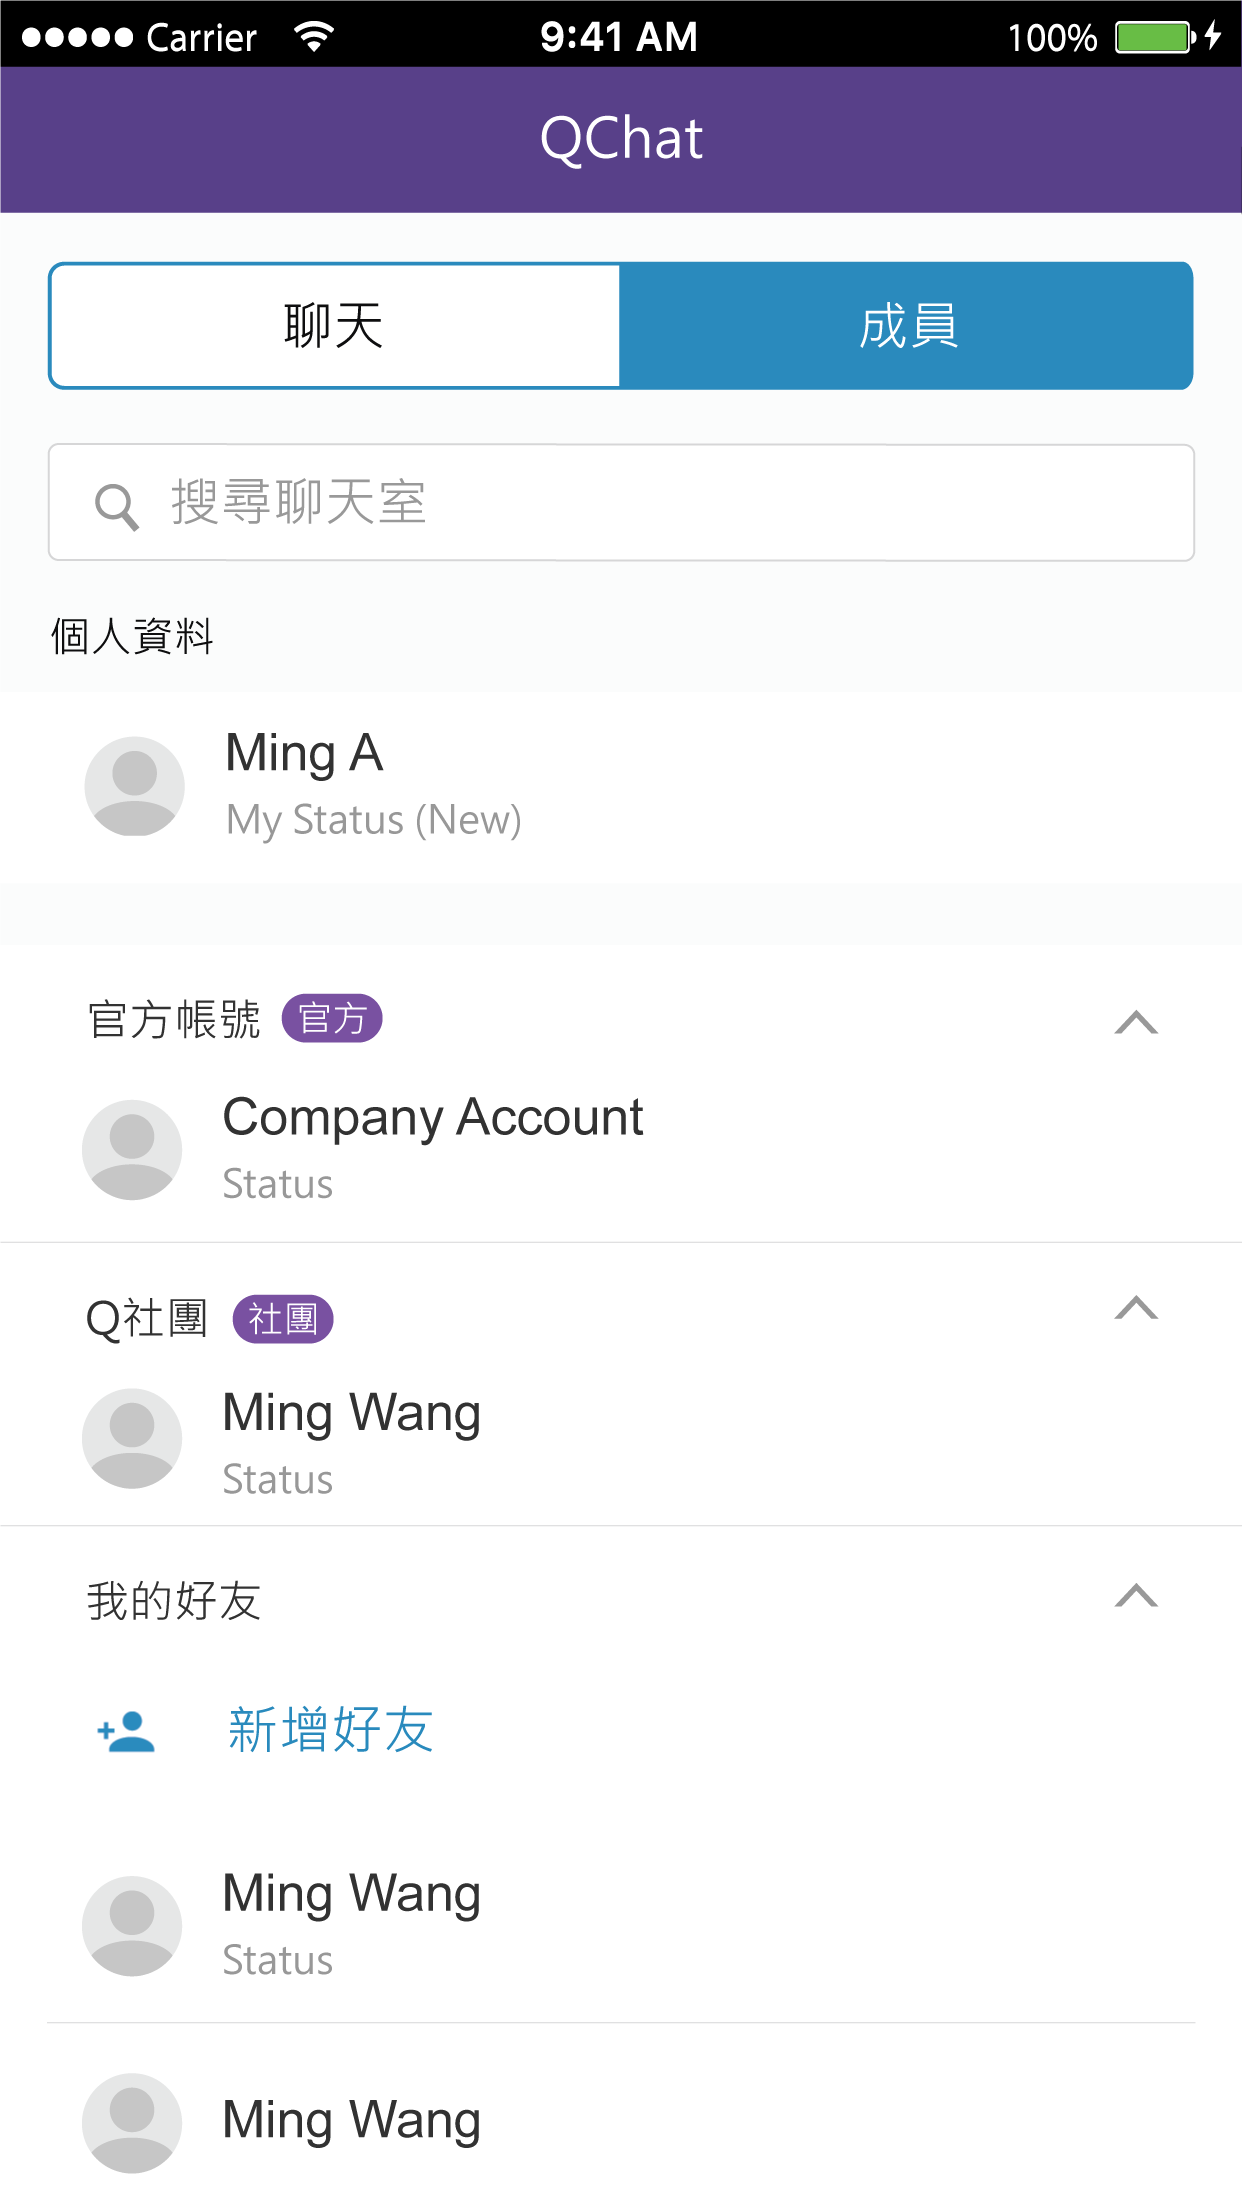 Carrier 9:41 AM 100%
QChat
聊天 成員
搜尋聊天室
個人資料
Ming A
My Status (New)
官方帳號 官方
Company Account
Status
Q社團 社團
Ming Wang
Status
我的好友
新增好友
Ming Wang
Status
Ming Wang